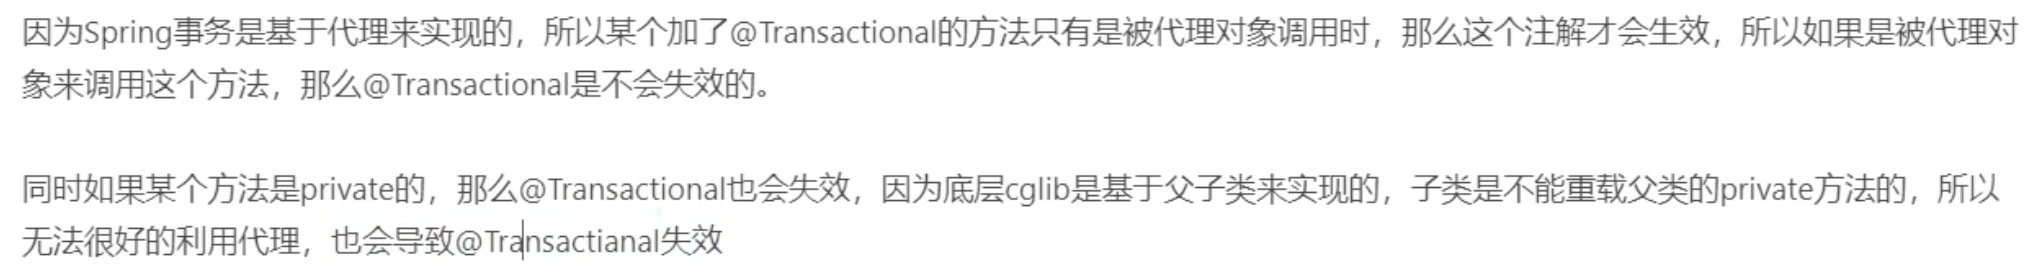 因为Spring事务是基于代理来实现的，所以某个加了@Transactional的方法只有是被代理对象调用时，那么这个注解才会生效，所以如果是被代理对
象来调用这个方法，那么@Transactional是不会失效的。
同时如果某个方法是private的，那么@Transactional也会失效，因为底层cglib是基于父子类来实现的，子类是不能重载父类的private方法的，所以
无法很好的利用代理，也会导致@Transactianal失效